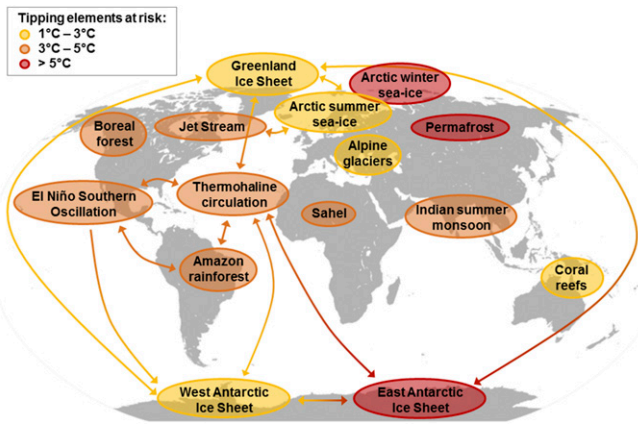 Tipping elements at risk:
1°C – 3°C
3°C – 5°C
> 5°C
Greenland
Ice Sheet
Arctic winter
sea-ice
Arctic summer
sea-ice
Boreal
forest
Jet Stream
Permafrost
Alpine
glaciers
El Niño Southern
Oscillation
Thermohaline
circulation
Sahel
Indian summer
monsoon
Amazon
rainforest
Coral
reefs
West Antarctic
Ice Sheet
East Antarctic
Ice Sheet